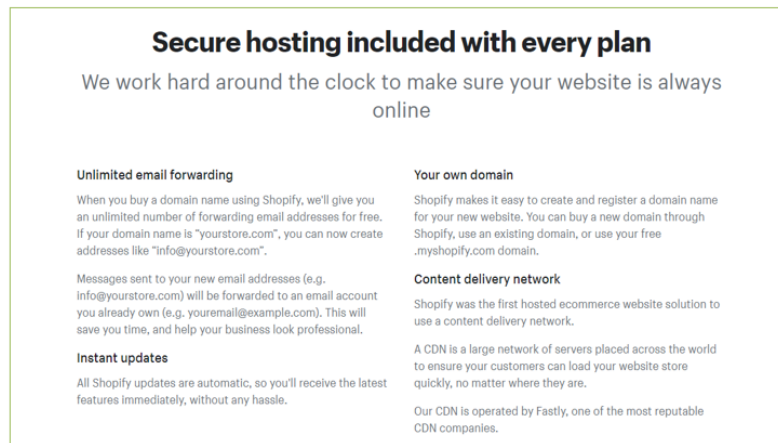 Secure hosting included with every plan
We work hard around the clock to make sure your website is always
online
Unlimited email forwarding
When you buy a domain name using Shopify, we'll give you
an unlimited number of forwarding email addresses for free.
If your domain name is "yourstore.com", you can now create
addresses like "info@yourstore.com".
Messages sent to your new email addresses (e.g.
info@yourstore.com) will be forwarded to an email account
you already own (e.g. youremail@example.com). This will
save you time, and help your business look professional.
Instant updates
All Shopify updates are automatic, so you'll receive the latest
features immediately, without any hassle.
Your own domain
Shopify makes it easy to create and register a domain name
for your new website. You can buy a new domain through
Shopify, use an existing domain, or use your free
.myshopify.com domain.
Content delivery network
Shopify was the first hosted ecommerce website solution to
use a content delivery network.
A CDN is a large network of servers placed across the world
to ensure your customers can load your website store
quickly, no matter where they are.
Our CDN is operated by Fastly, one of the most reputable
CDN companies.